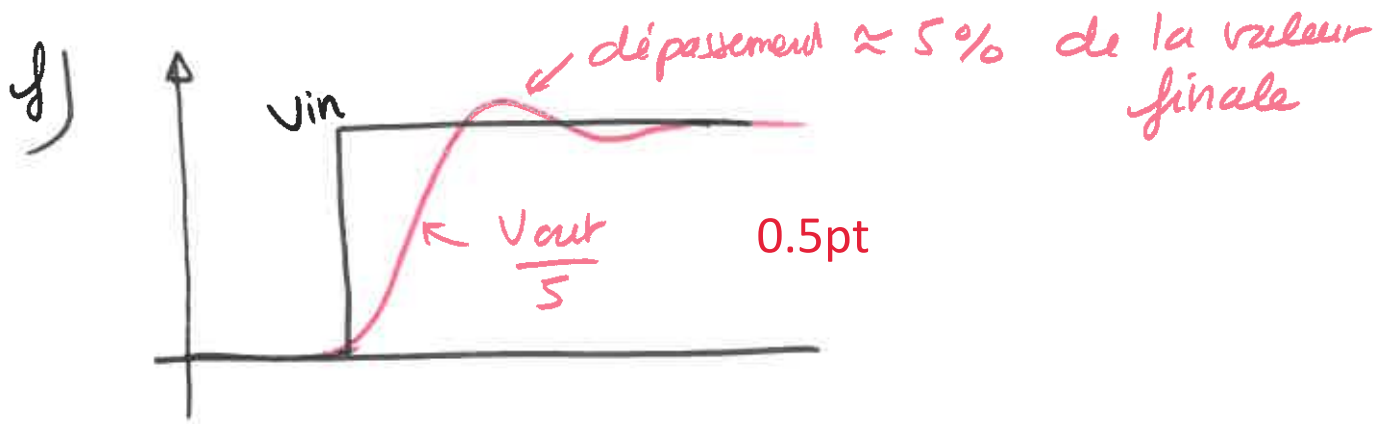 f)
Vin
dépassement ≈ 5% de la valeur
finale
Vout
5
0.5pt